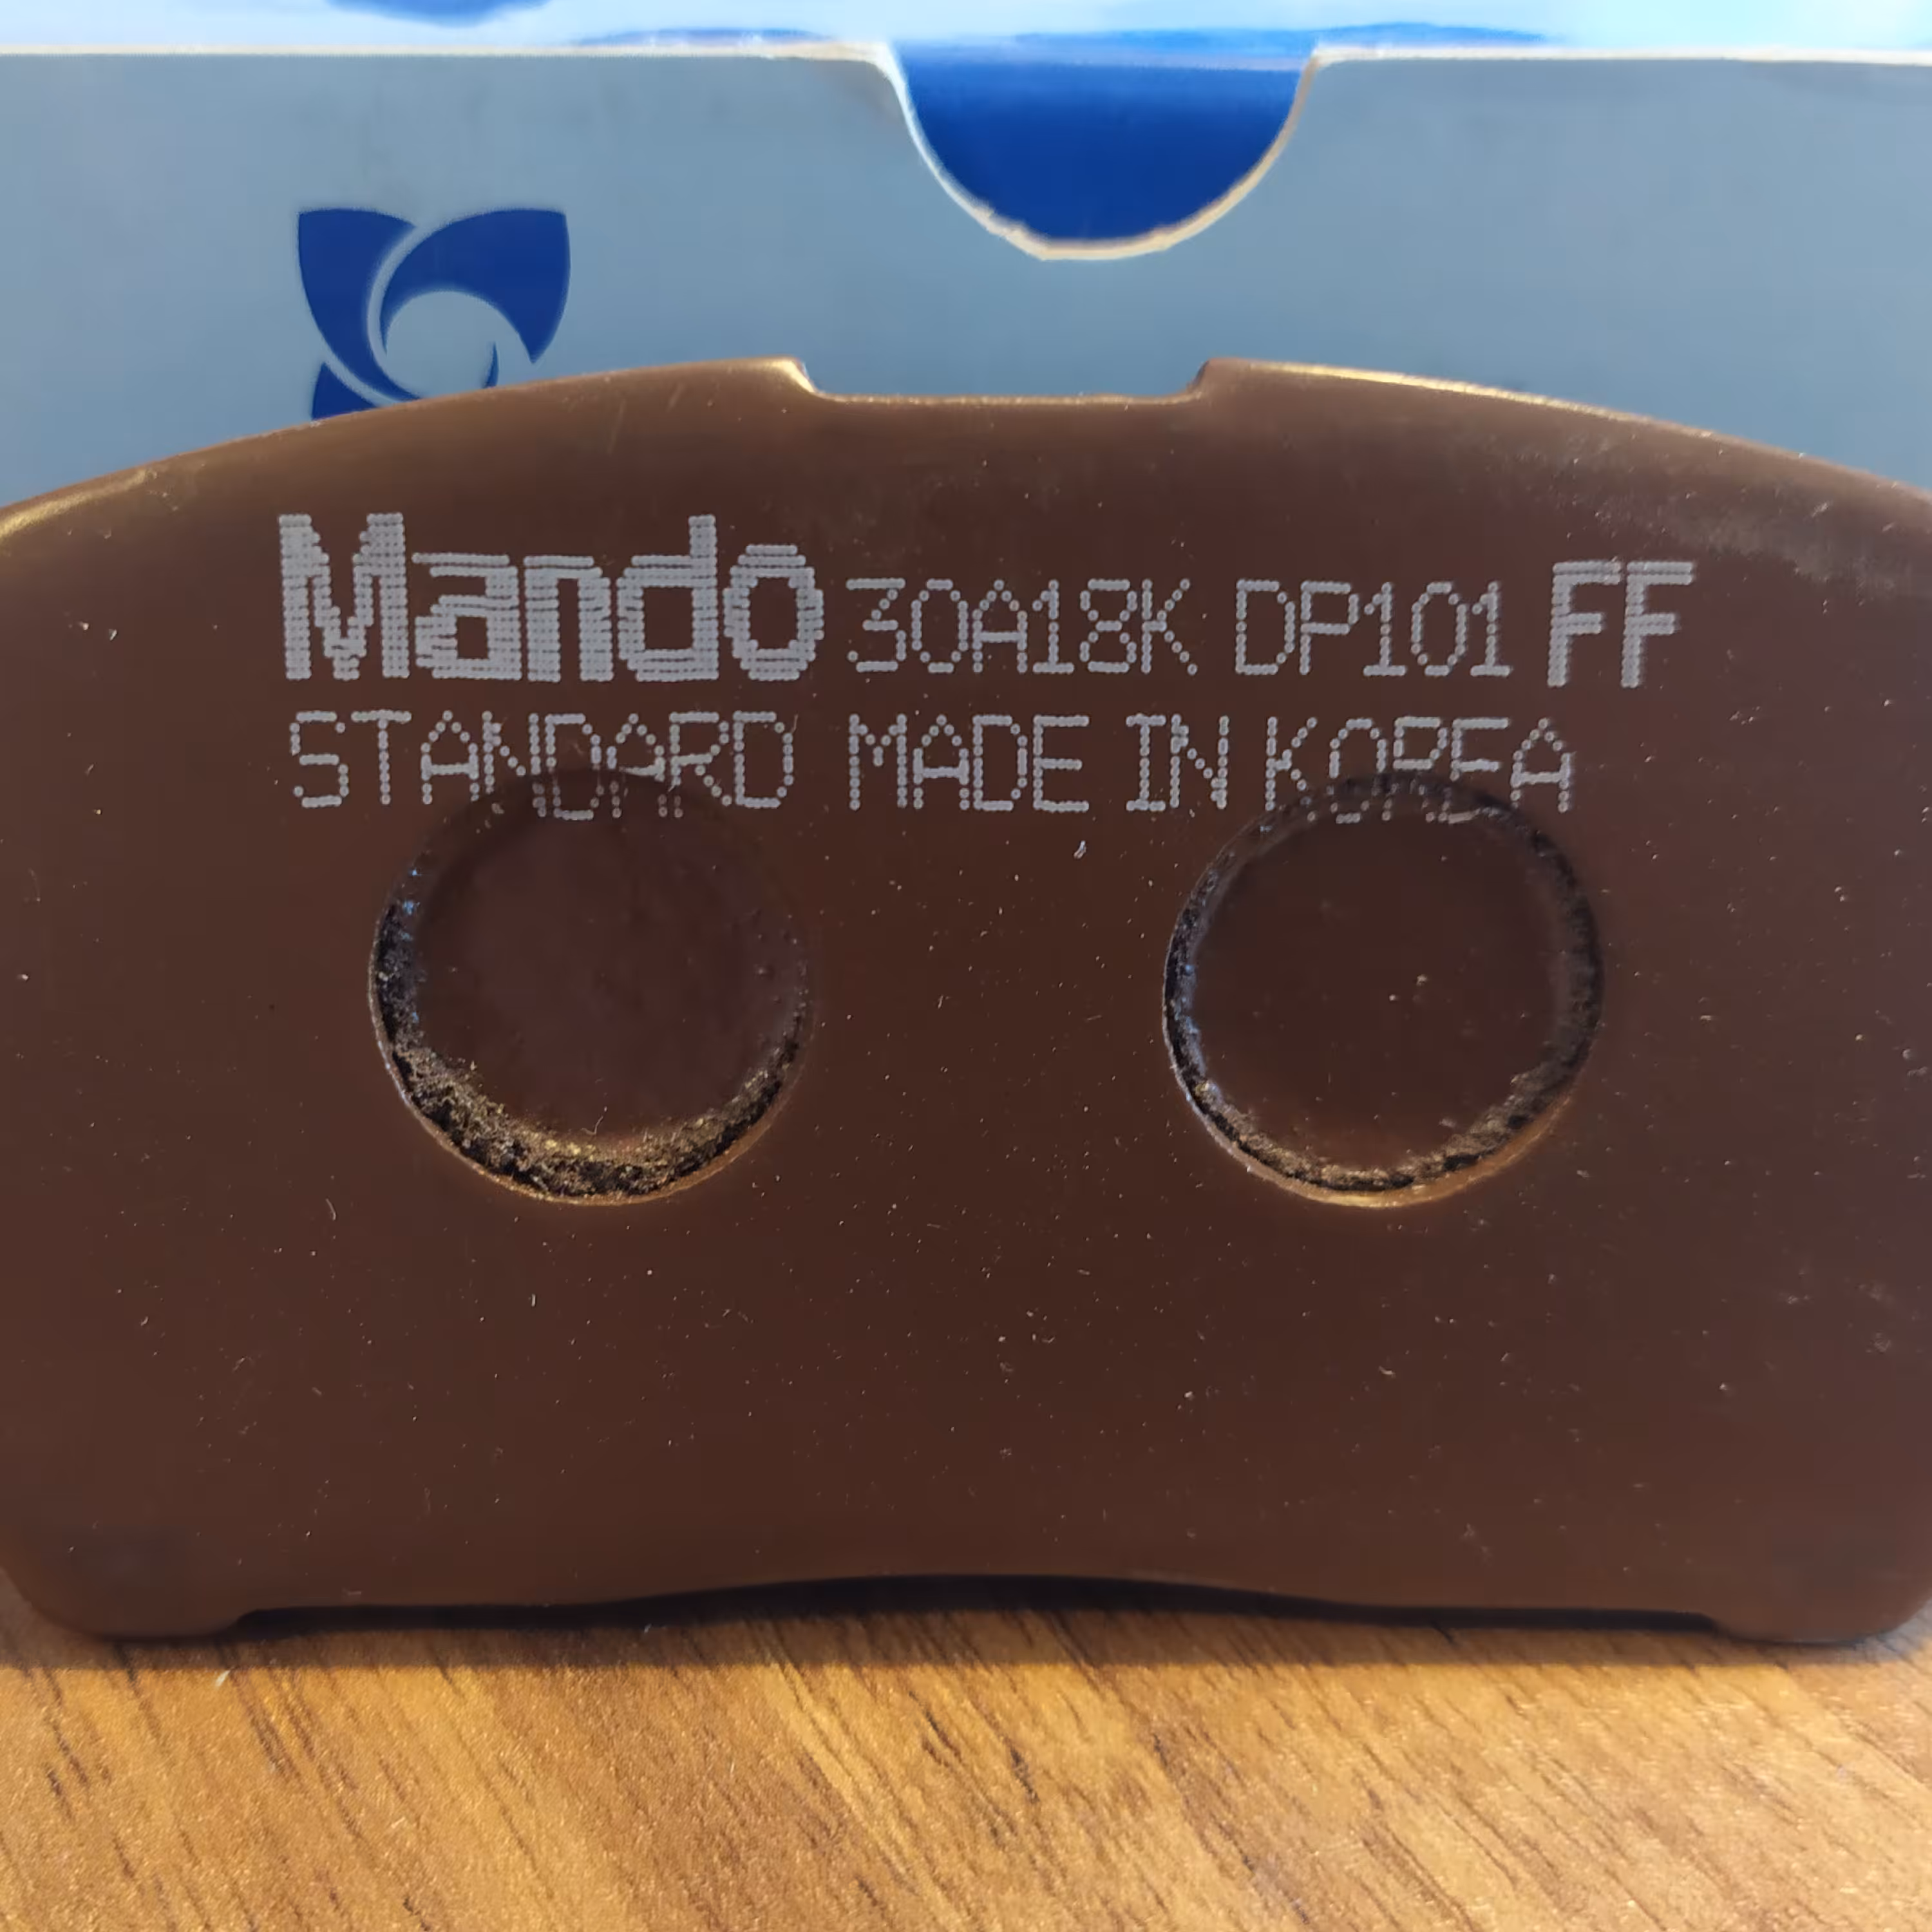 Mando 30A18K DP101 FF
STANDARD MADE IN KOREA